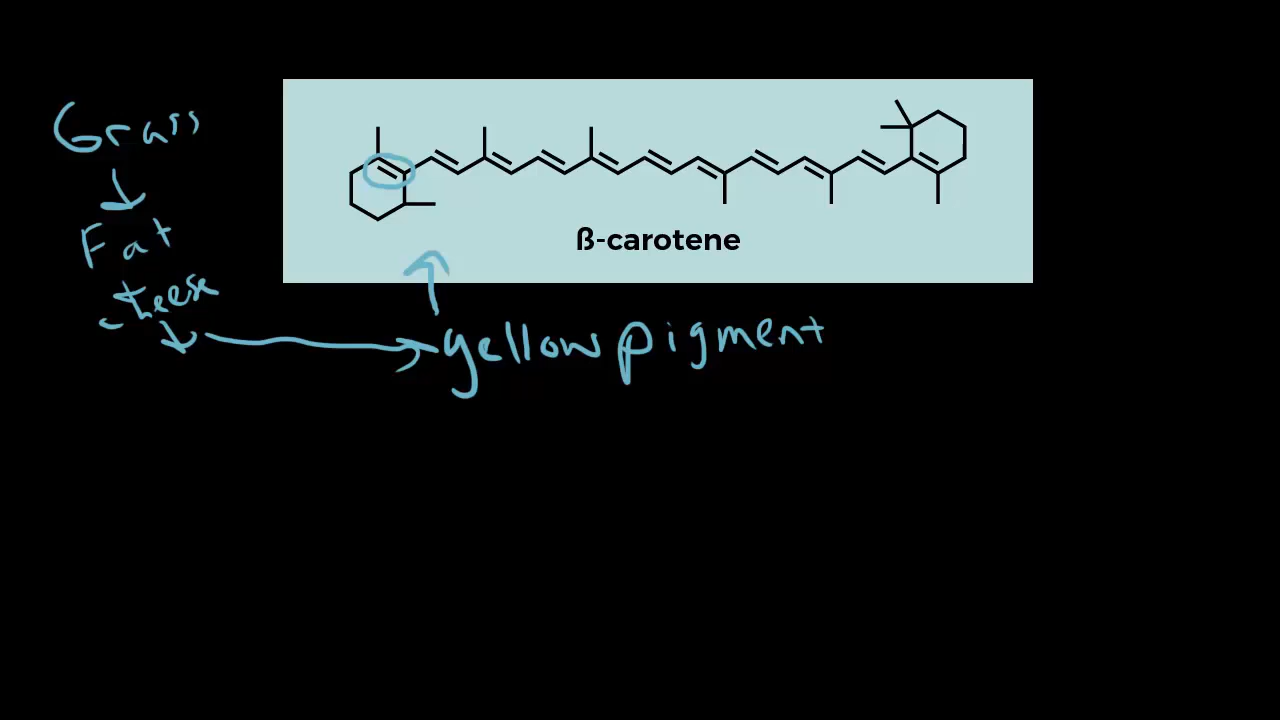 Grass
Fat
ß-carotene
cheese
yellow pigment